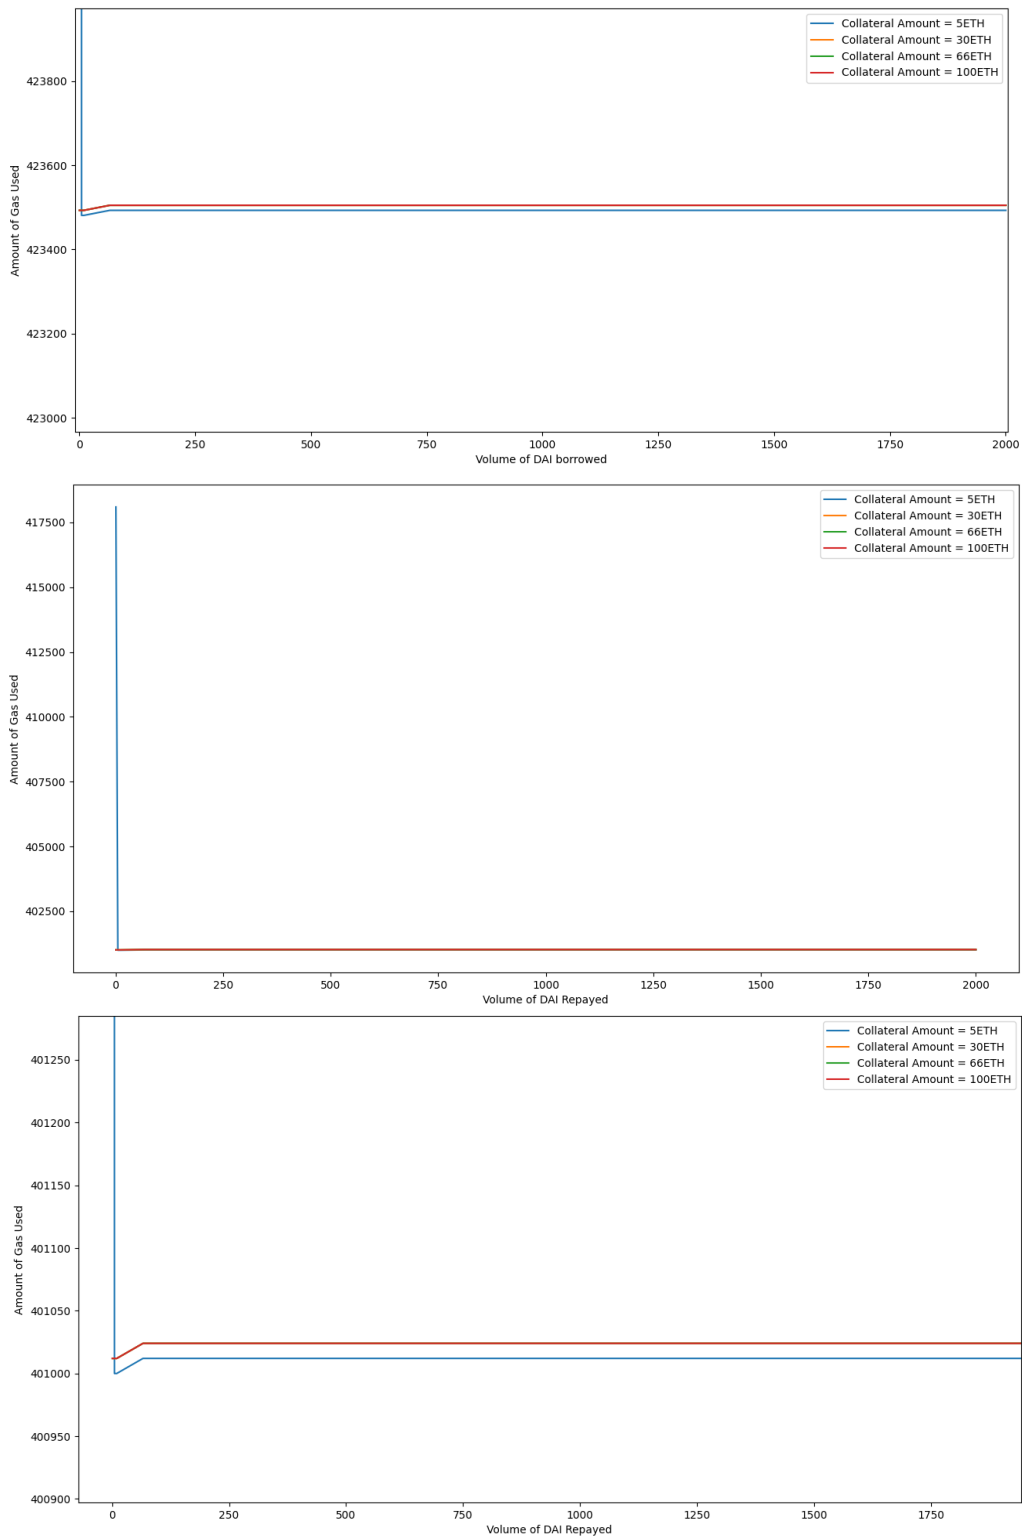 Collateral Amount = 5ETH
Collateral Amount = 30ETH
Collateral Amount = 66ETH
Collateral Amount = 100ETH
Amount of Gas Used
423800
423600
423400
423200
423000
0 250 500 750 1000 1250 1500 1750 2000
Volume of DAI borrowed
Collateral Amount = 5ETH
Collateral Amount = 30ETH
Collateral Amount = 66ETH
Collateral Amount = 100ETH
Amount of Gas Used
417500
415000
412500
410000
407500
405000
402500
0 250 500 750 1000 1250 1500 1750 2000
Volume of DAI Repayed
Collateral Amount = 5ETH
Collateral Amount = 30ETH
Collateral Amount = 66ETH
Collateral Amount = 100ETH
Amount of Gas Used
401250
401200
401150
401100
401050
401000
400950
400900
0 250 500 750 1000 1250 1500 1750
Volume of DAI Repayed